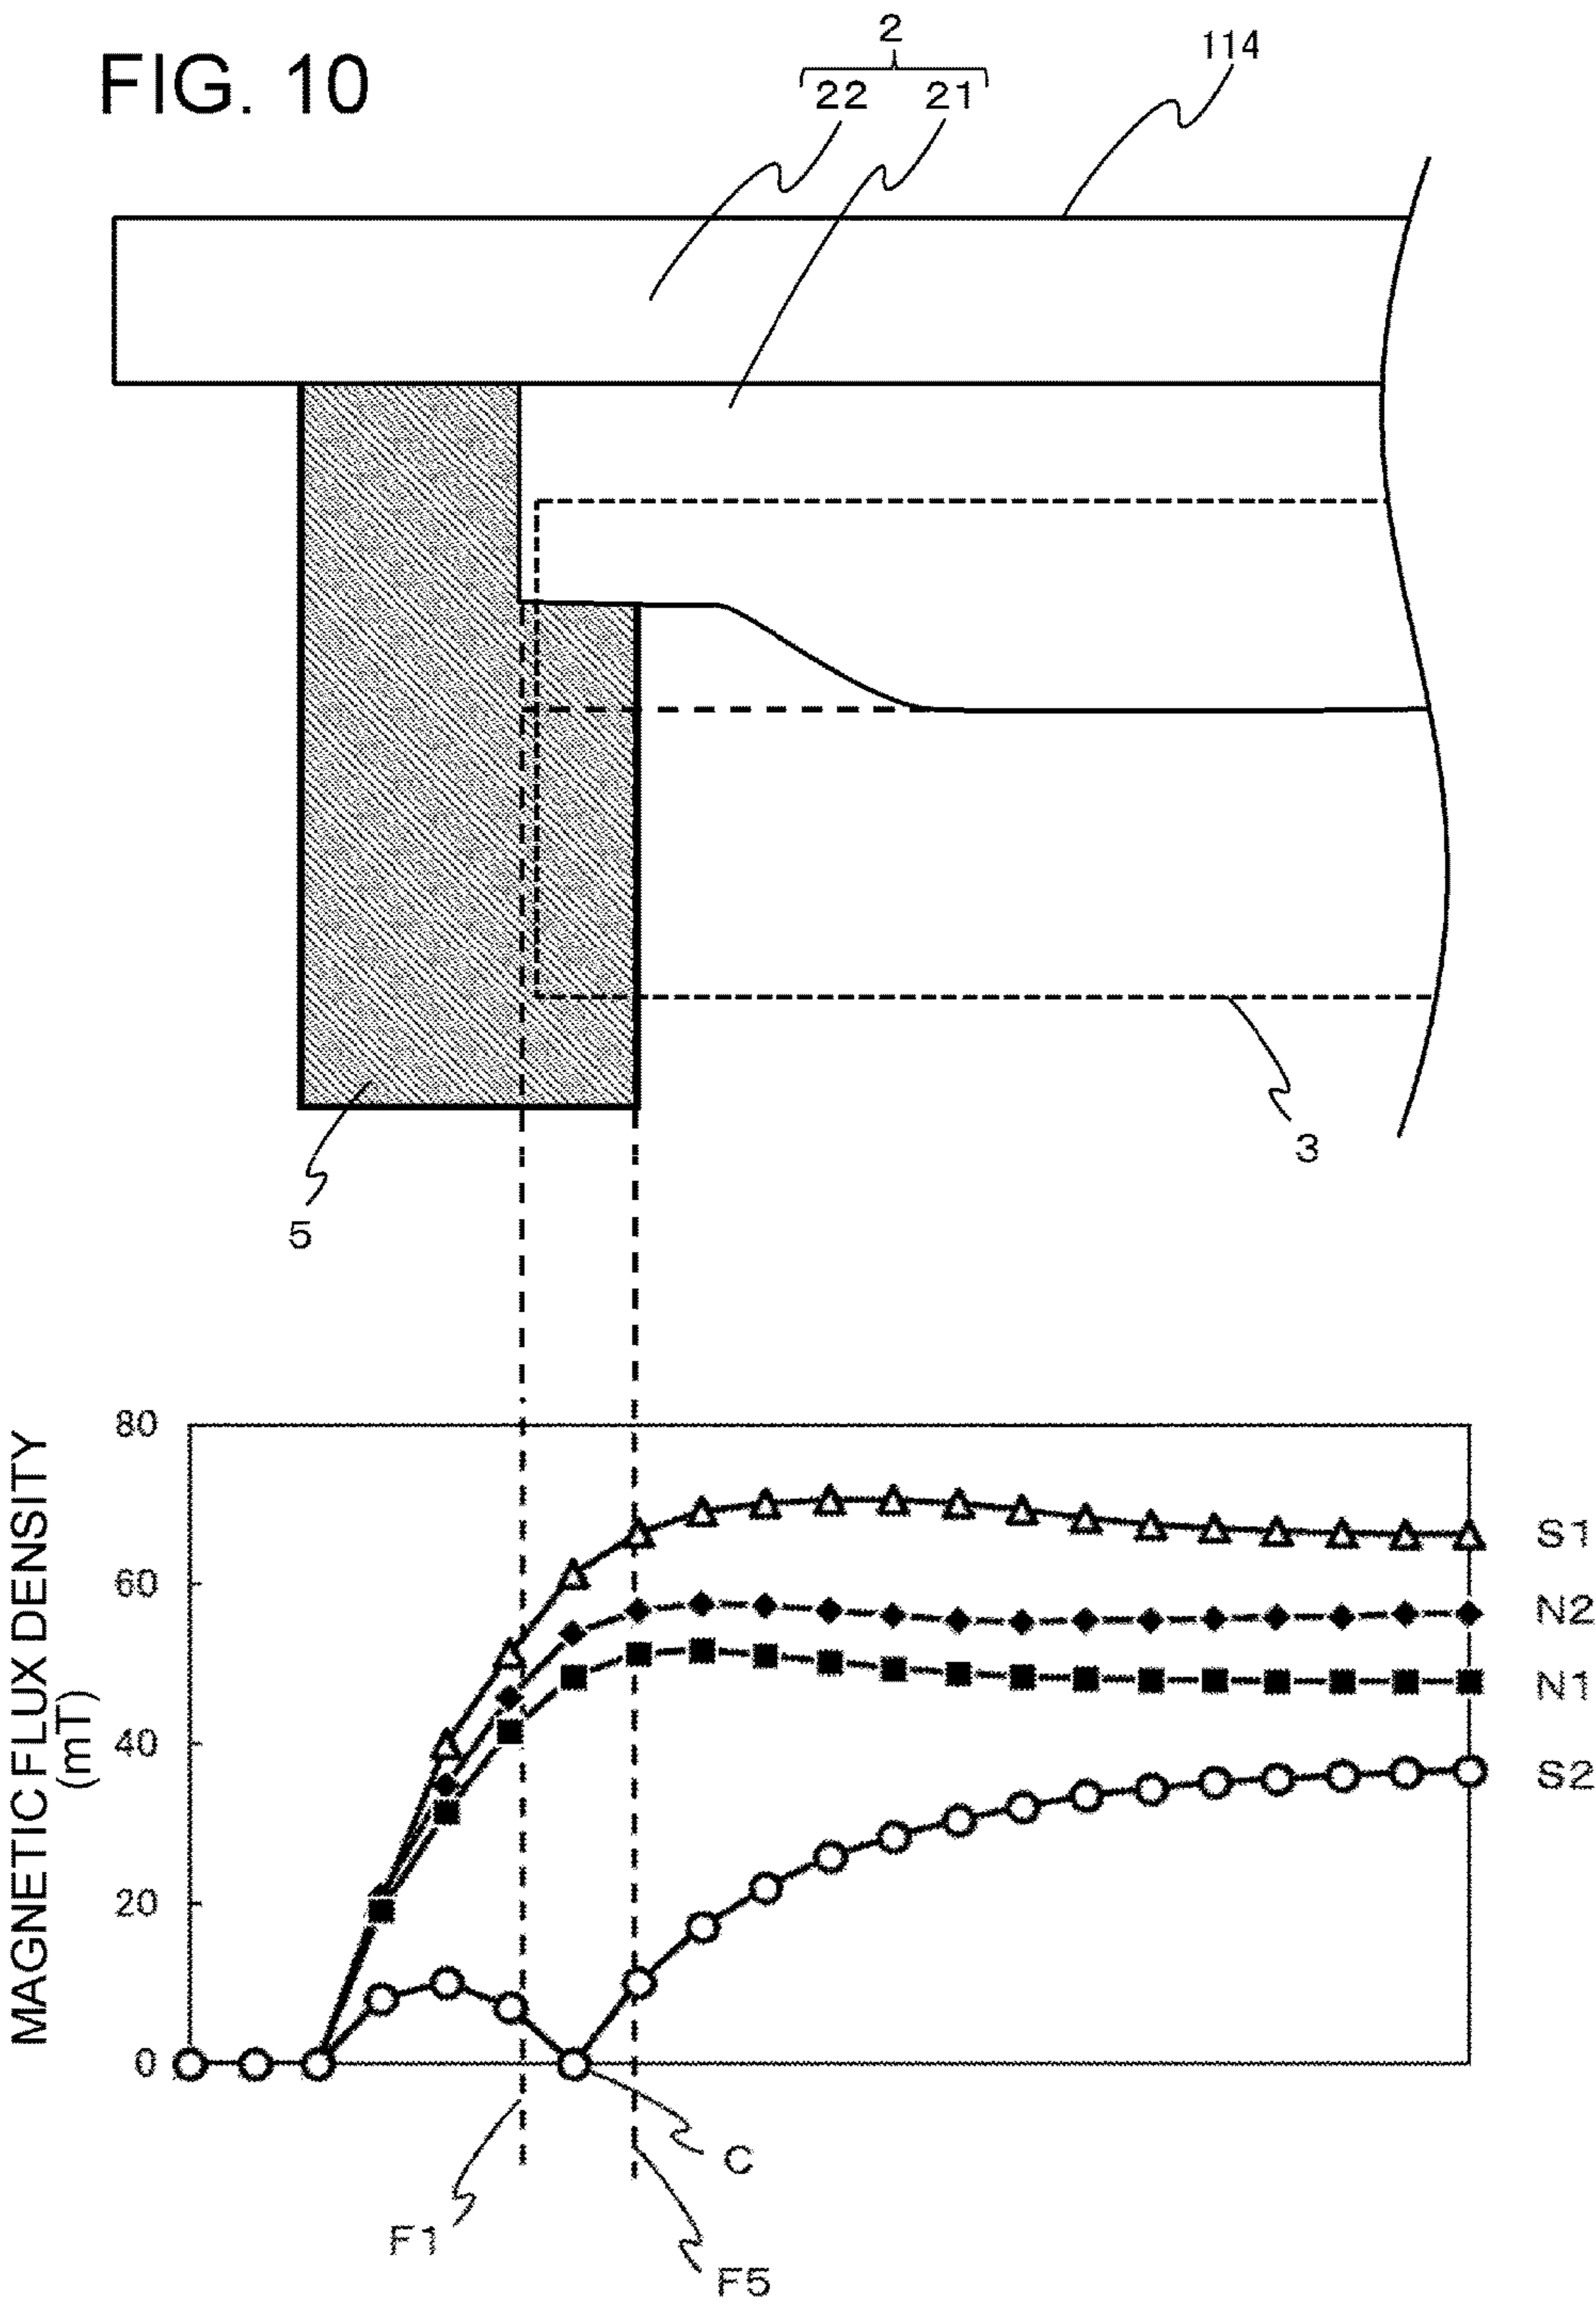 FIG. 10
2
22 21
114
3
5
MAGNETIC FLUX DENSITY
(mT)
80
60
40
20
0
S1
N2
N1
S2
C
F1
F5